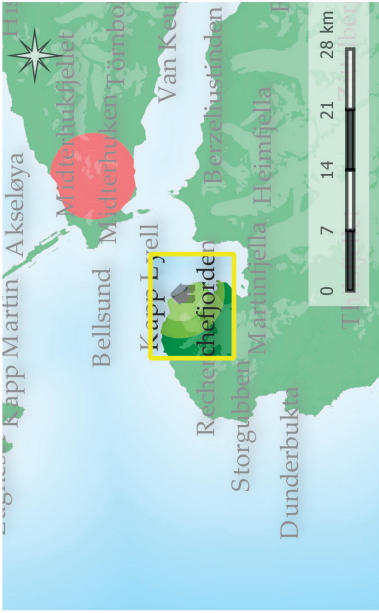 Midterhukfjellet
Törnbo
Van Keu
Akseløya
Midterhuken
Berzeliustinden
Heimfjella
Kapp Martin
Bellsund
Kapp Lyell
Recherchefjorden
Martinfjella
Storgubben
Dunderbukta
0 7 14 21 28 km